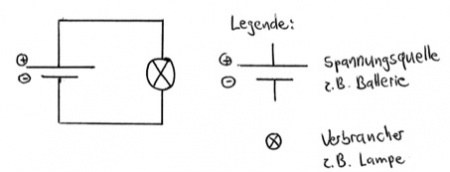 Legende:
⊕
⊖
⊕
⊖
Spannungsquelle
z.B. Batterie
Verbraucher
z.B. Lampe